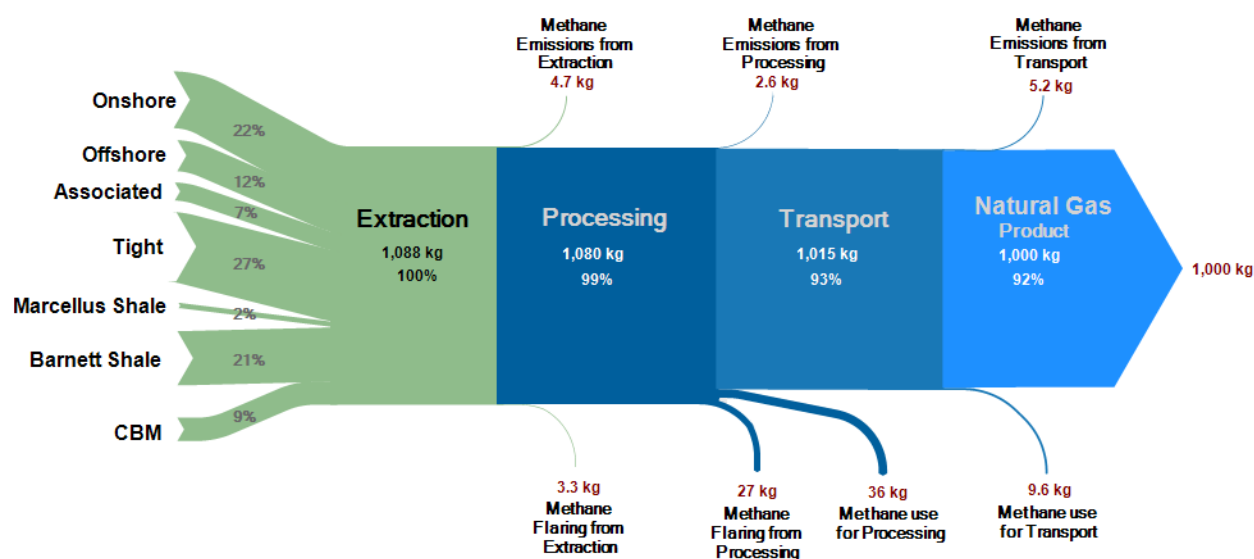 Methane
Emissions from
Extraction
4.7 kg
Methane
Emissions from
Processing
2.6 kg
Methane
Emissions from
Transport
5.2 kg
Onshore
22%
Offshore
12%
Associated
7%
Tight
27%
Marcellus Shale
2%
Barnett Shale
21%
CBM
9%
Extraction
1,088 kg
100%
Processing
1,080 kg
99%
Transport
1,015 kg
93%
Natural Gas
Product
1,000 kg
92%
1,000 kg
3.3 kg
Methane
Flaring from
Extraction
27 kg
Methane
Flaring from
Processing
36 kg
Methane use
for Processing
9.6 kg
Methane use
for Transport